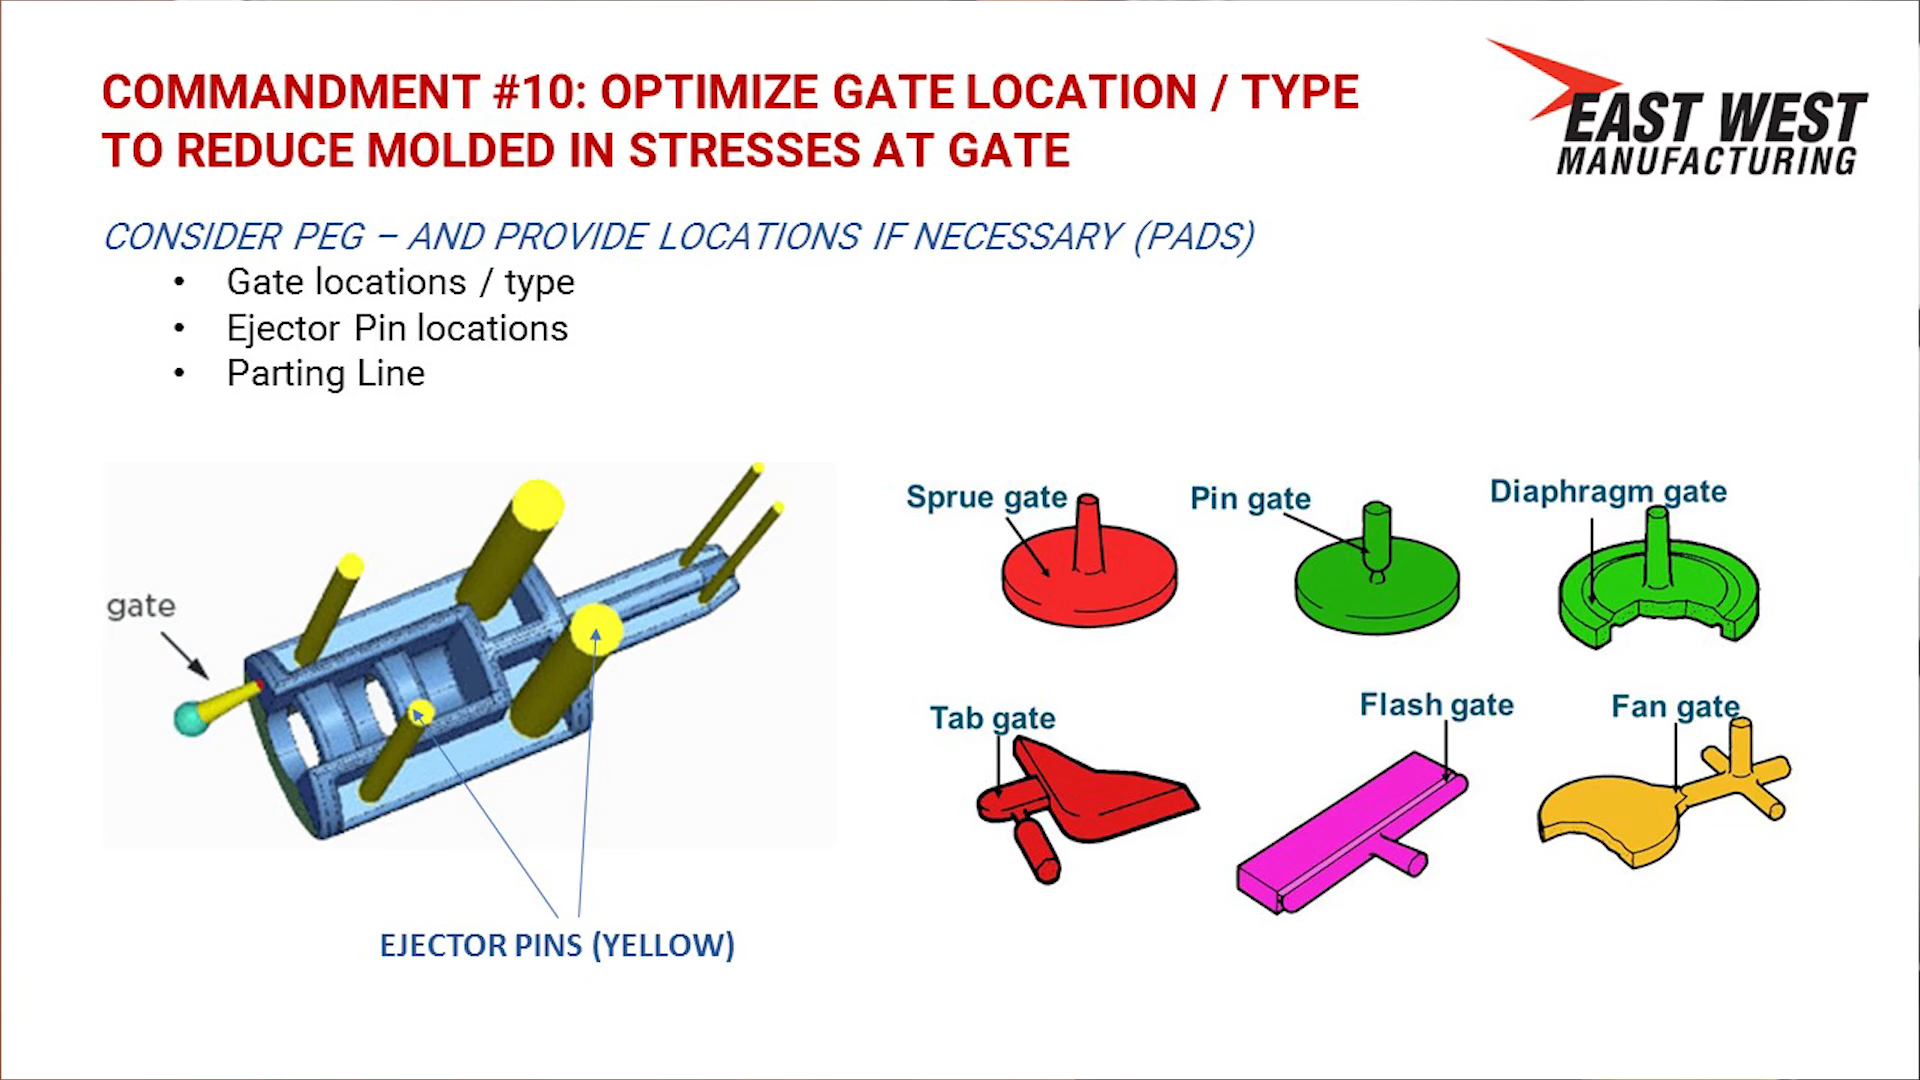 COMMANDMENT #10: OPTIMIZE GATE LOCATION / TYPE
TO REDUCE MOLDED IN STRESSES AT GATE
EAST WEST
MANUFACTURING
CONSIDER PEG – AND PROVIDE LOCATIONS IF NECESSARY (PADS)
• Gate locations / type
• Ejector Pin locations
• Parting Line
gate
EJECTOR PINS (YELLOW)
Sprue gate
Pin gate
Diaphragm gate
Tab gate
Flash gate
Fan gate